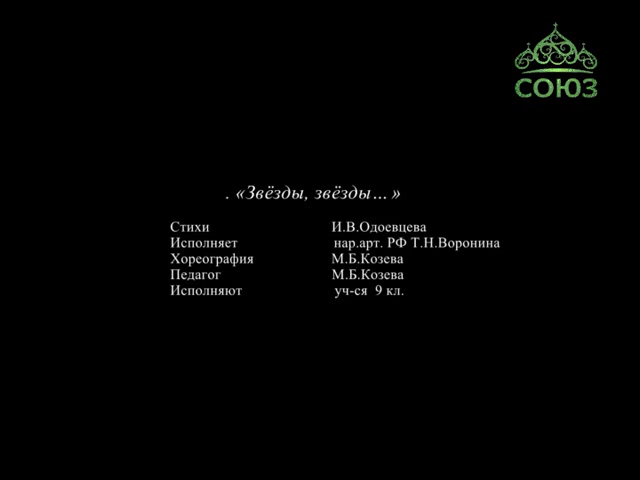 СОЮЗ
. «Звёзды, звёзды…»
Стихи И.В.Одоевцева
Исполняет нар.арт. РФ Т.Н.Воронина
Хореография М.Б.Козева
Педагог М.Б.Козева
Исполняют уч-ся 9 кл.